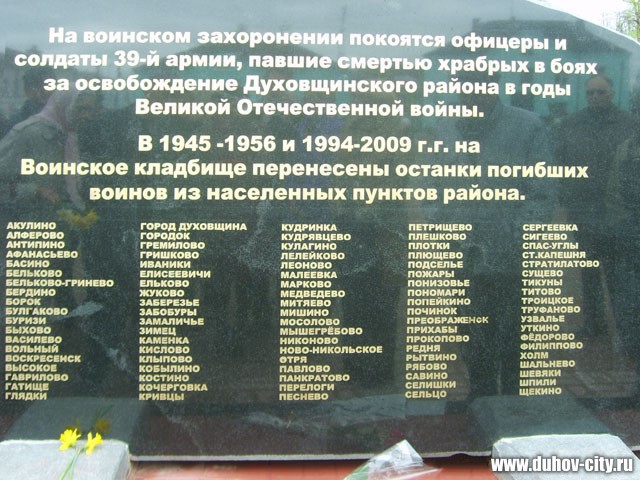 На воинском захоронении покоятся офицеры и
солдаты 39-й армии, павшие смертью храбрых в боях
за освобождение Духовщинского района в годы
Великой Отечественной войны.
В 1945 -1956 и 1994-2009 г.г. на
Воинское кладбище перенесены останки погибших
воинов из населенных пунктов района.
АКУЛИНО
АЛФЕРОВО
АНТИПИНО
АФАНАСЬЕВО
БАСИНО
БЕЛЬКОВО
БЕЛЬКОВО-ГРИНЕВО
БЕРДИНО
БОРОК
БУЛГАКОВО
БУРИЗИ
БЫХОВО
ВАСИЛЕВО
ВОЛЬНЫЙ
ВОСКРЕСЕНСК
ВЫСОКОЕ
ГАВРИЛОВО
ГАТИЩЕ
ГЛЯДКИ
ГОРОД ДУХОВЩИНА
ГОРОДОК
ГРЕМИЛОВО
ГРИШКОВО
ИВАНИКИ
ЕЛИСЕЕВИЧИ
ЕЛЬКОВО
ЖУКОВО
ЗАБЕРЕЗЬЕ
ЗАБОБУРЫ
ЗАМАЛИЧЬЕ
ЗИМЕЦ
КАМЕНКА
КИСЛОВО
КЛЫПОВО
КОБЫЛИНО
КОСТИНО
КОЧЕРГОВКА
КРИВЦЫ
КУДРИНКА
КУДРЯВЦЕВО
КУЛАГИНО
ЛЕЛЕЙКОВО
ЛЕОНОВО
МАЛЕЕВКА
МАРКОВО
МЕДВЕДЕВО
МИТЯЕВО
МИШИНО
МОСОЛОВО
МЫШЕГРЁБОВО
НИКОНОВО
НОВО-НИКОЛЬСКОЕ
ОТРЯ
ПАВЛОВО
ПАНКРАТОВО
ПЕРЕЛОГИ
ПЕСНЕВО
ПЕТРИЩЕВО
ПЛЕШКОВО
ПЛОТКИ
ПЛЮЩЕВО
ПОДСЕЛЬЕ
ПОЖАРЫ
ПОНИЗОВЬЕ
ПОНОМАРИ
ПОПЕЙКИНО
ПОЧИНОК
ПРЕОБРАЖЕНОК
ПРИХАБЫ
ПРОКОПОВО
РЕДНЯ
РЫТВИНО
РЯБОВО
САВИНО
СЕЛИШКИ
СЕЛЬЦО
СЕРГЕЕВКА
СИГЕЕВО
СПАС-УГЛЫ
СТ.КАПЕШНЯ
СТРАТИЛАТОВО
СУЩЕВО
ТИКУНЫ
ТИТОВО
ТРОИЦКОЕ
ТРУФАНОВО
УЗВАЛЬЕ
УТКИНО
ФЁДОРОВО
ФИЛИППОВО
ХОЛМ
ШАЛЬНЕВО
ШЕВЯКИ
ШПИЛИ
ЩЕКИНО
www.duhov-city.ru